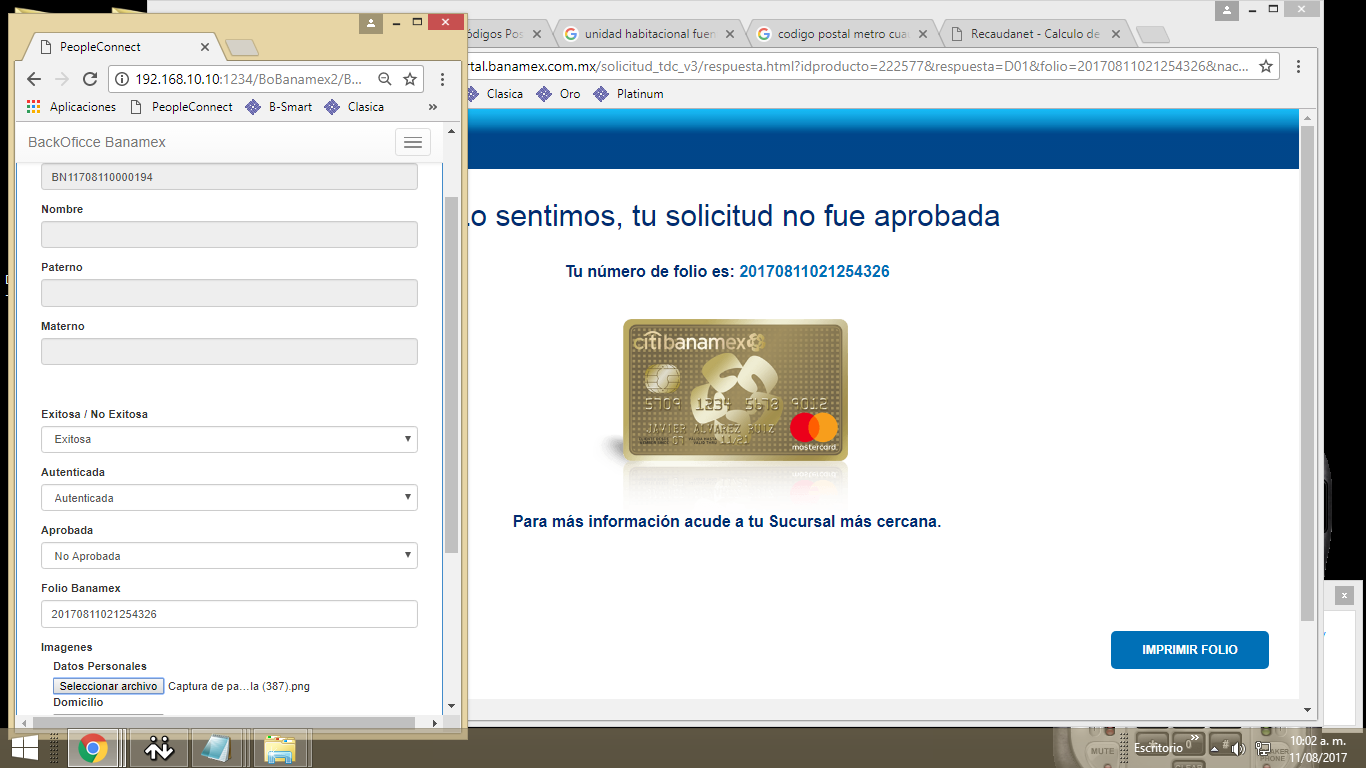 PeopleConnect
192.168.10.10:1234/BoBanamex2/B...
Aplicaciones PeopleConnect B-Smart Clasica »
BackOficce Banamex
BN11708110000194
Nombre
Paterno
Materno
Exitosa / No Exitosa
Exitosa
Autenticada
Autenticada
Aprobada
No Aprobada
Folio Banamex
20170811021254326
Imagenes
Datos Personales
Seleccionar archivo Captura de pa...la (387).png
Domicilio
ódigos Pos
unidad habitacional fuen
codigo postal metro cua
Recaudanet - Calculo de
rtal.banamex.com.mx/solicitud_tdc_v3/respuesta.html?idproducto=222577&respuesta=D01&folio=20170811021254326&nac...
Clasica Oro Platinum
o sentimos, tu solicitud no fue aprobada
Tu número de folio es: 20170811021254326
citibanamex
5709 1234 5678 9012
JAVIER ALVAREZ RUIZ
07 11/21
mastercard
Para más información acude a tu Sucursal más cercana.
IMPRIMIR FOLIO
MUTE
Escritorio »
10:02 a. m.
11/08/2017